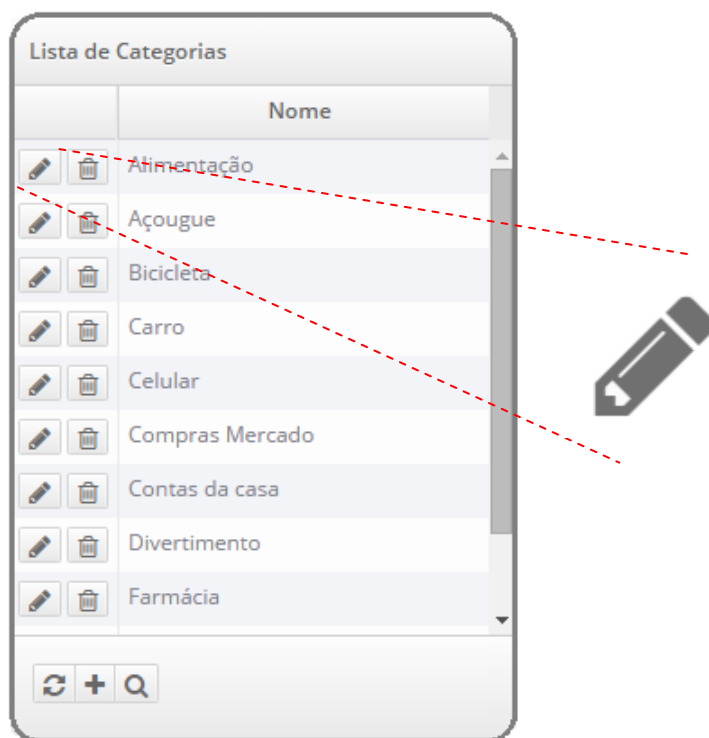 Lista de Categorias
Nome
Alimentação
Açougue
Bicicleta
Carro
Celular
Compras Mercado
Contas da casa
Divertimento
Farmácia